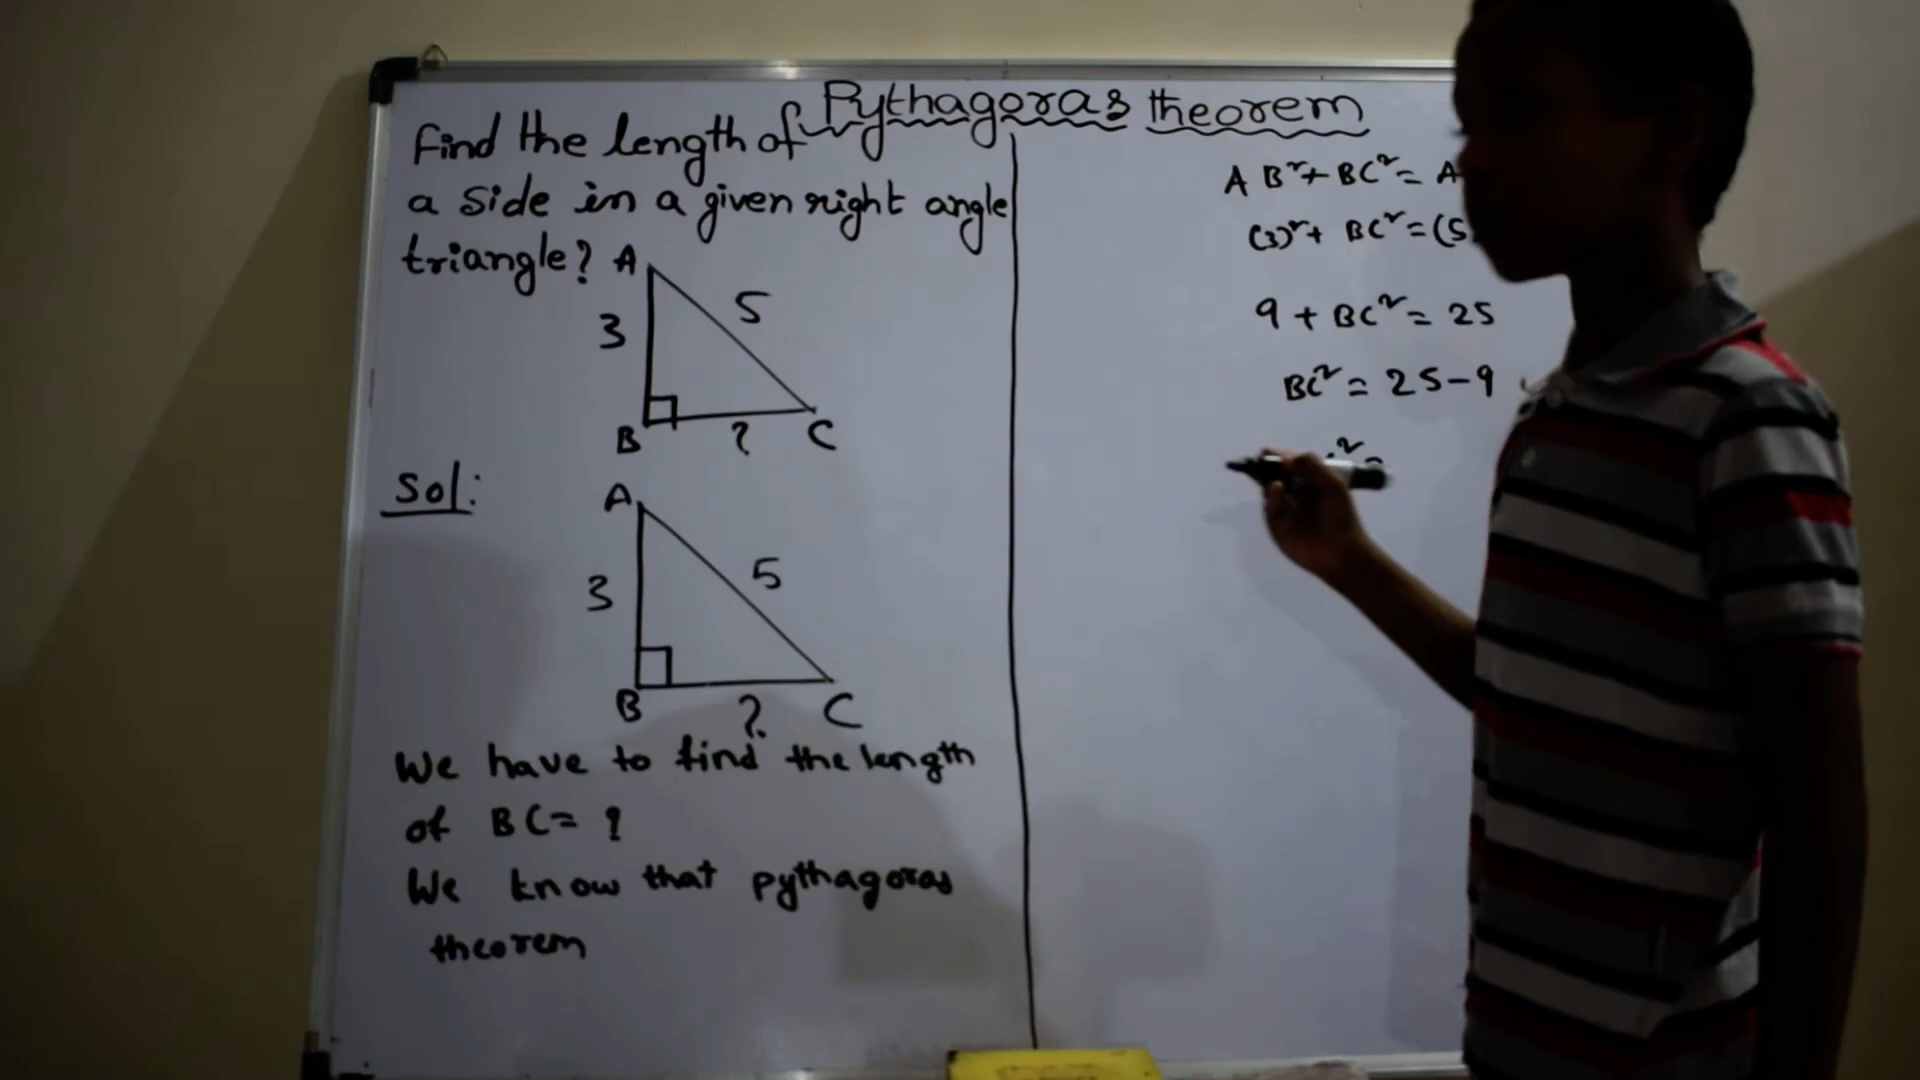 Pythagoras theorem
Find the length of
a side in a given right angle
triangle?
A
3
5
B
?
C
Sol:
A
3
5
B
?
C
We have to find the length
of BC = ?
We know that pythagoras
theorem
AB² + BC² = A
(3)² + BC² = (5
9 + BC² = 25
BC² = 25-9
² =